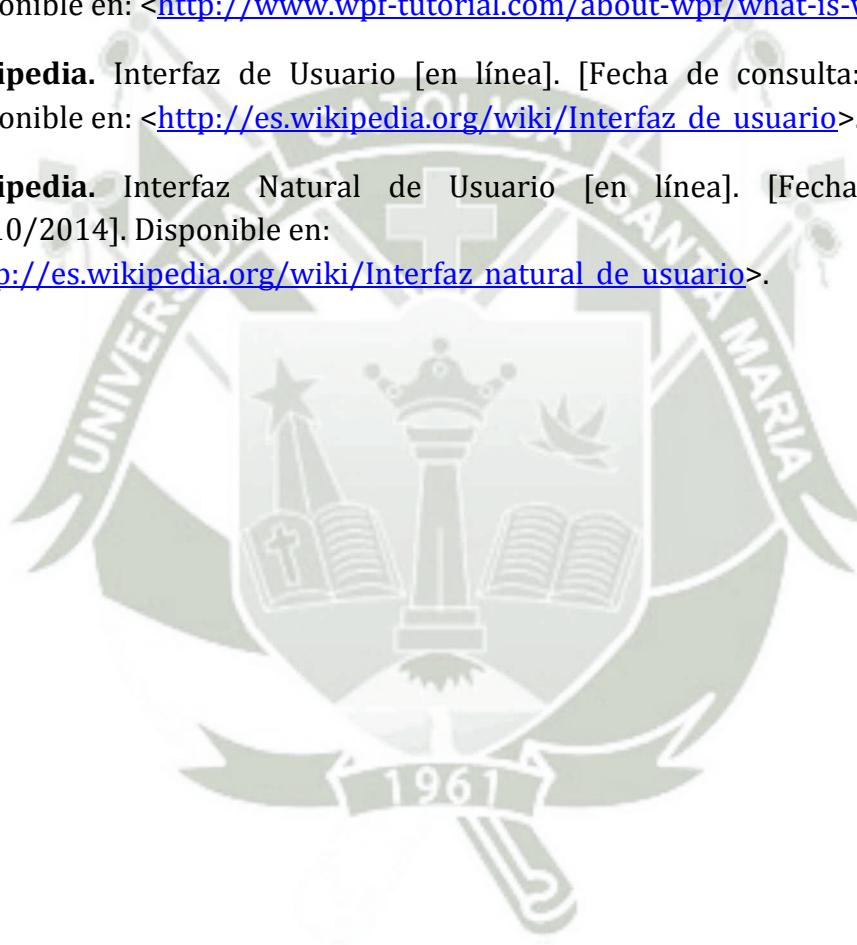 onible en: <http://www.wpf-tutorial.com/about-wpf/what-is-
ipedia. Interfaz de Usuario [en línea]. [Fecha de consulta:
onible en: <http://es.wikipedia.org/wiki/Interfaz_de_usuario>.
ipedia. Interfaz Natural de Usuario [en línea]. [Fecha
10/2014]. Disponible en:
p://es.wikipedia.org/wiki/Interfaz_natural_de_usuario>.
CATOLICA
UNIVERSIDAD
SANTA MARIA
1961